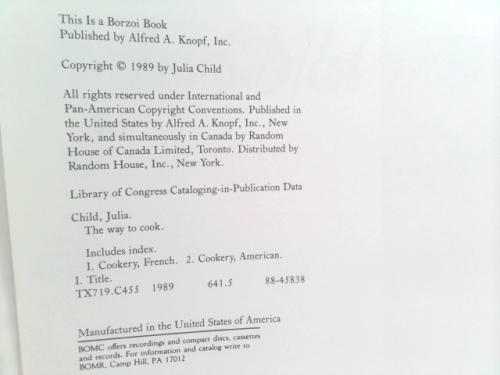 This Is a Borzoi Book
Published by Alfred A. Knopf, Inc.
Copyright © 1989 by Julia Child
All rights reserved under International and
Pan-American Copyright Conventions. Published in
the United States by Alfred A. Knopf, Inc., New
York, and simultaneously in Canada by Random
House of Canada Limited, Toronto. Distributed by
Random House, Inc., New York.
Library of Congress Cataloging-in-Publication Data
Child, Julia.
The way to cook.
Includes index.
1. Cookery, French. 2. Cookery, American.
I. Title.
TX719.C455 1989 641.5 88-45838
Manufactured in the United States of America
BOMC offers recordings and compact discs, cassettes
and records. For information and catalog write to
BOMR, Camp Hill, PA 17012